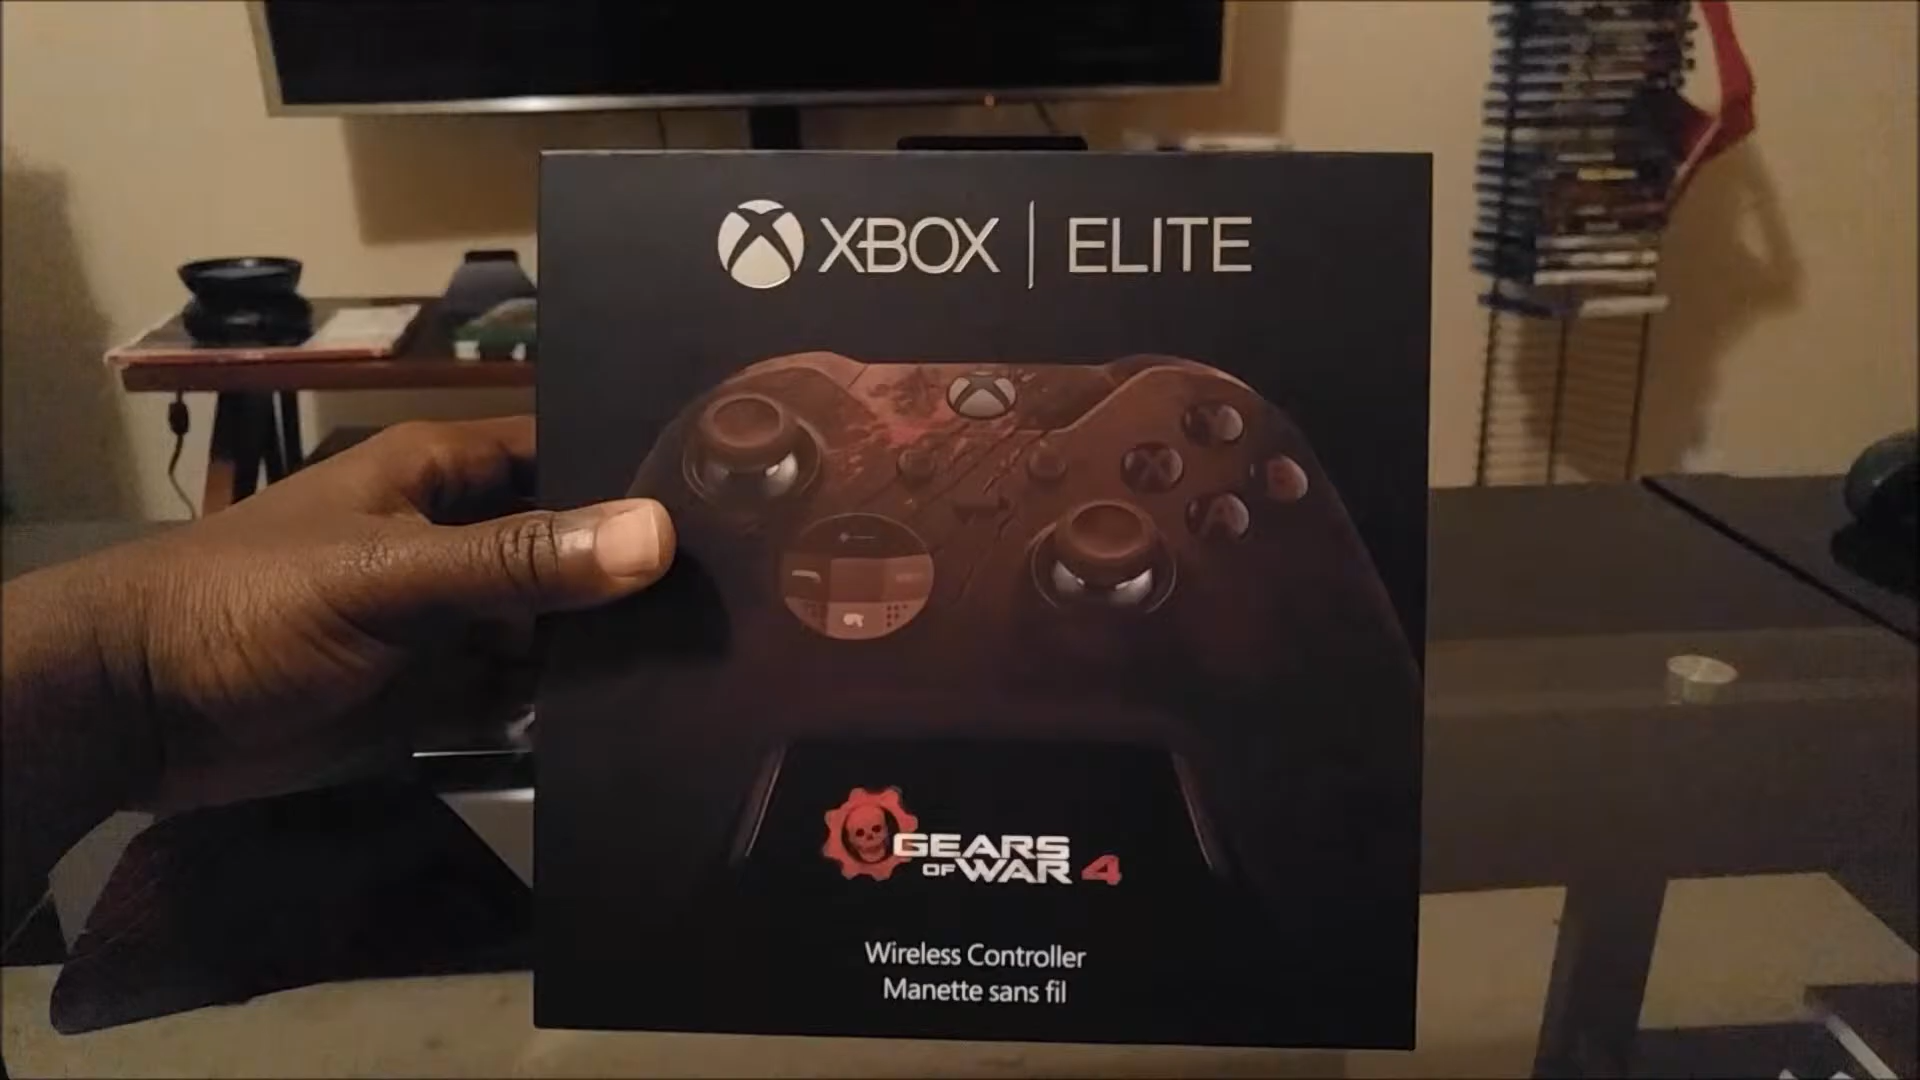 XBOX | ELITE
Y
X
B
A
GEARS
OF WAR 4
Wireless Controller
Manette sans fil